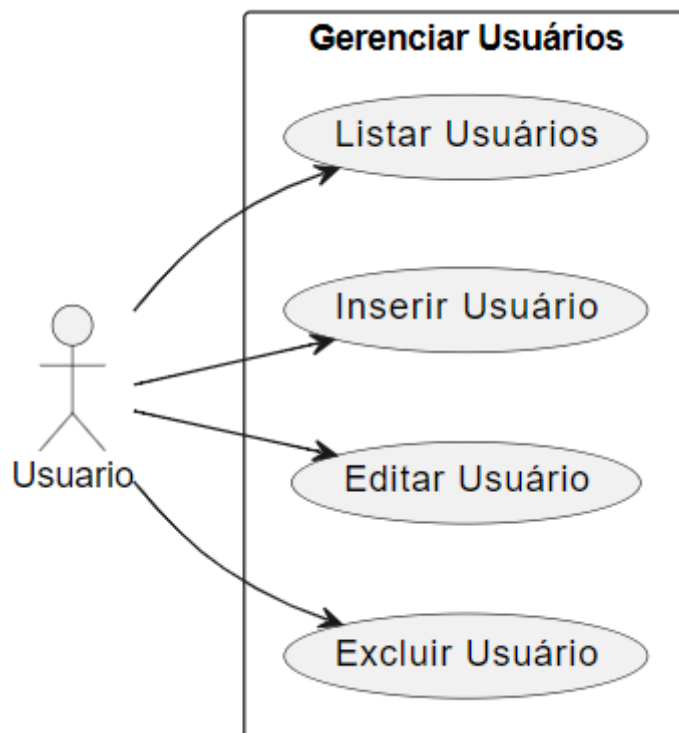 Gerenciar Usuários
Listar Usuários
Inserir Usuário
Editar Usuário
Usuario
Excluir Usuário